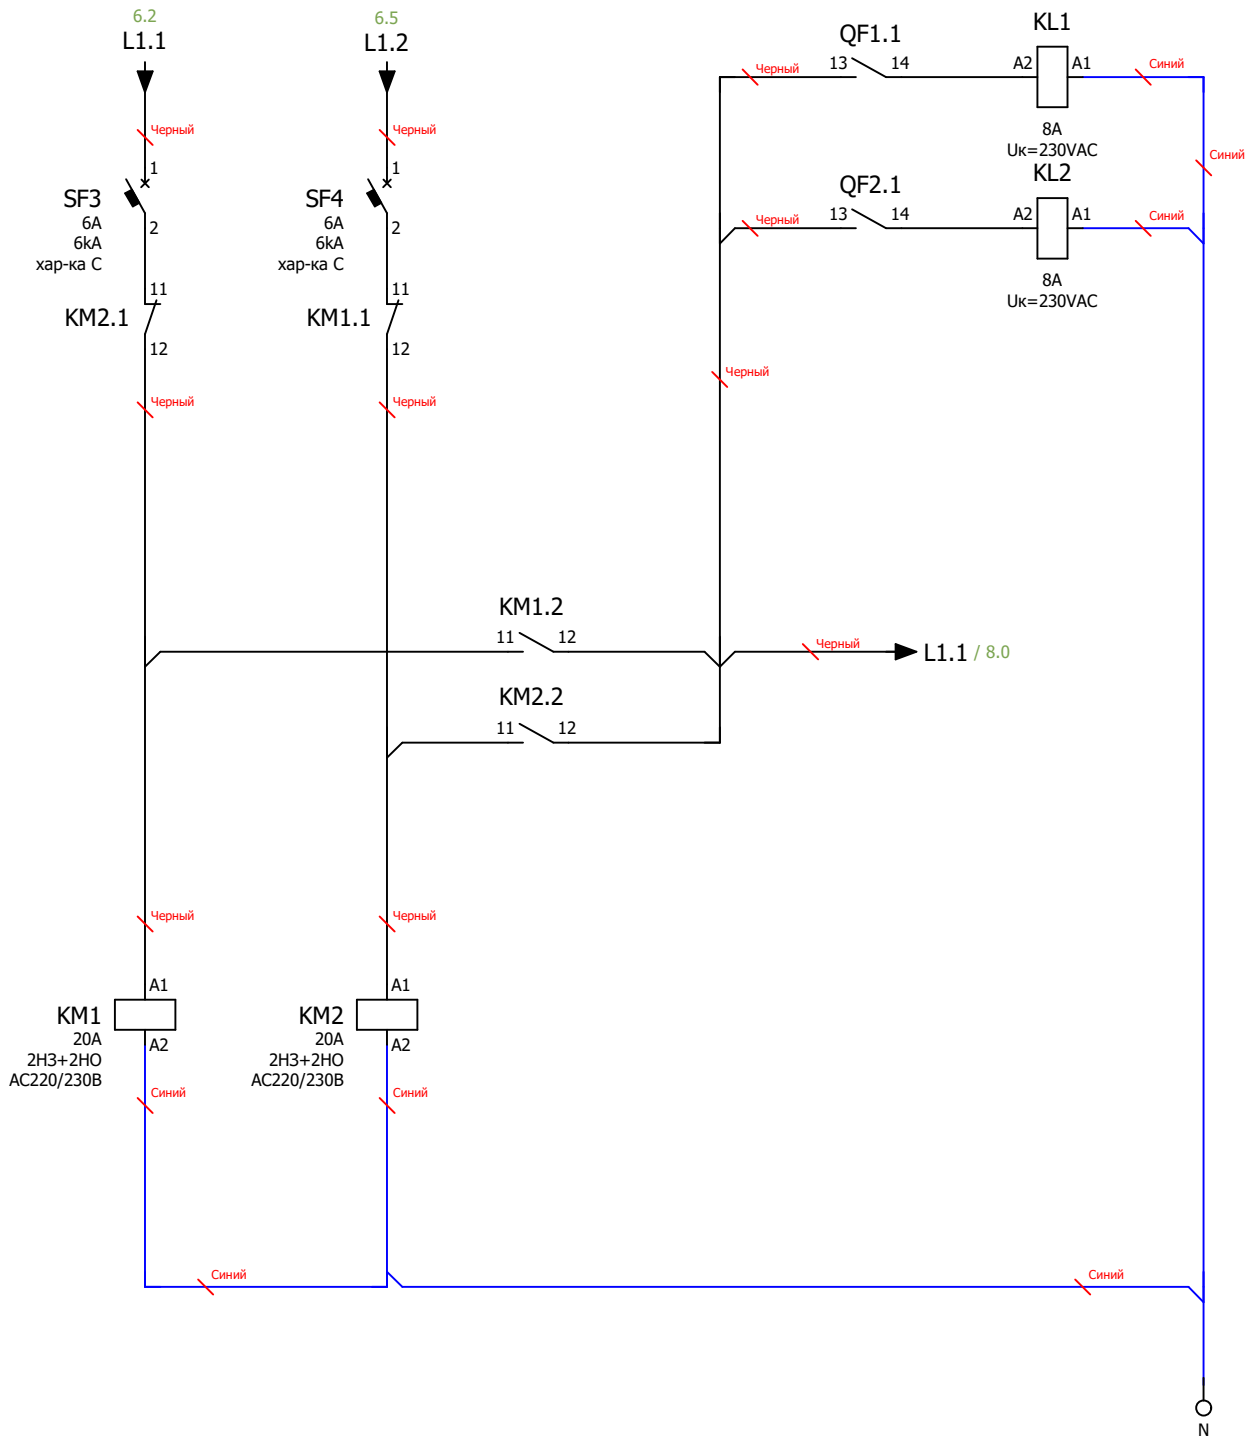 6.2
L1.1
6.5
L1.2
QF1.1
KL1
Черный
13
14
A2
A1
Синий
Черный
Черный
8A
Uк=230VAC
Синий
1
SF3
6A
6kA
хар-ка C
2
1
SF4
6A
6kA
хар-ка C
2
QF2.1
KL2
Черный
13
14
A2
A1
Синий
8A
Uк=230VAC
11
KM2.1
12
11
KM1.1
12
Черный
Черный
Черный
KM1.2
11
12
Черный
L1.1 / 8.0
KM2.2
11
12
Черный
Черный
A1
KM1
20A
2НЗ+2НО
AC220/230В
A2
A1
KM2
20A
2НЗ+2НО
AC220/230В
A2
Синий
Синий
Синий
Синий
N